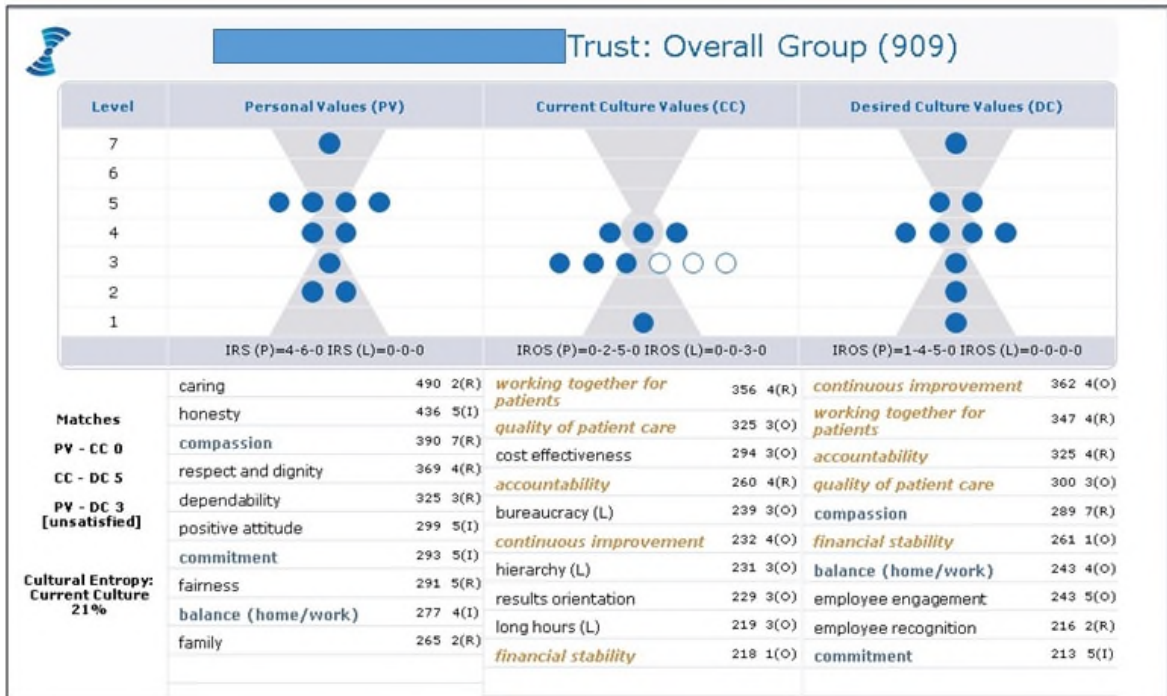 Trust: Overall Group (909)
Level Personal Values (PV) Current Culture Values (CC) Desired Culture Values (DC)
7
6
5
4
3
2
1
IRS (P)=4-6-0 IRS (L)=0-0-0 IROS (P)=0-2-5-0 IROS (L)=0-0-3-0 IROS (P)=1-4-5-0 IROS (L)=0-0-0-0
Matches
PV - CC 0
CC - DC 5
PV - DC 3
[unsatisfied]
Cultural Entropy:
Current Culture
21%
caring 490 2(R)
honesty 436 5(I)
compassion 390 7(R)
respect and dignity 369 4(R)
dependability 325 3(R)
positive attitude 299 5(I)
commitment 293 5(I)
fairness 291 5(R)
balance (home/work) 277 4(I)
family 265 2(R)
working together for
patients 356 4(R)
quality of patient care 325 3(O)
cost effectiveness 294 3(O)
accountability 260 4(R)
bureaucracy (L) 239 3(O)
continuous improvement 232 4(O)
hierarchy (L) 231 3(O)
results orientation 229 3(O)
long hours (L) 219 3(O)
financial stability 218 1(O)
continuous improvement 362 4(O)
working together for
patients 347 4(R)
accountability 325 4(R)
quality of patient care 300 3(O)
compassion 289 7(R)
financial stability 261 1(O)
balance (home/work) 243 4(O)
employee engagement 243 5(O)
employee recognition 216 2(R)
commitment 213 5(I)